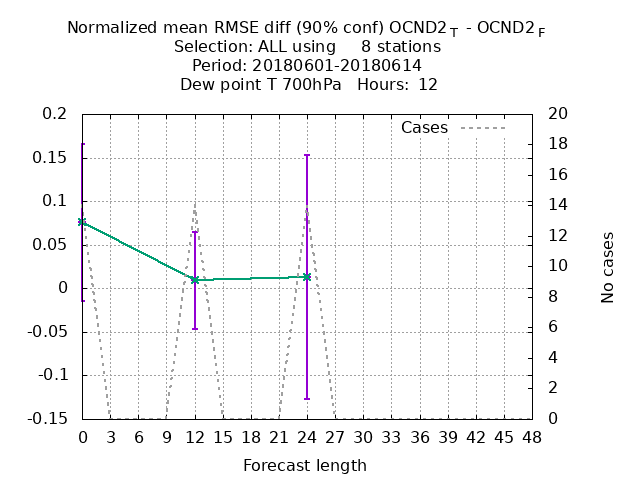 Normalized mean RMSE diff (90% conf) OCND2 T - OCND2 F
Selection: ALL using     8 stations
Period: 20180601-20180614
Dew point T 700hPa   Hours:  12
0.2
0.15
0.1
0.05
0
-0.05
-0.1
-0.15
Cases
20
18
16
14
12
10
8
6
4
2
0
No cases
0 3 6 9 12 15 18 21 24 27 30 33 36 39 42 45 48
Forecast length